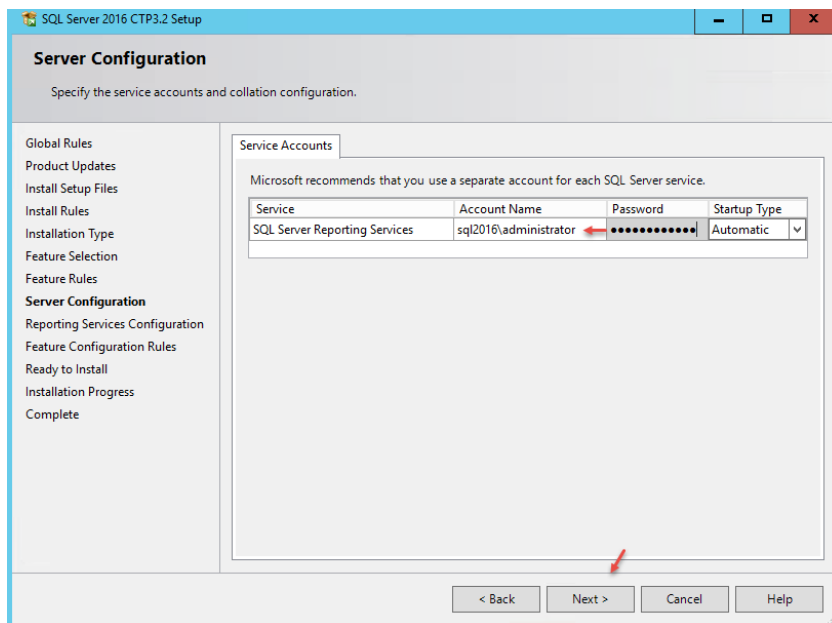 SQL Server 2016 CTP3.2 Setup
Server Configuration
Specify the service accounts and collation configuration.
Global Rules
Product Updates
Install Setup Files
Install Rules
Installation Type
Feature Selection
Feature Rules
Server Configuration
Reporting Services Configuration
Feature Configuration Rules
Ready to Install
Installation Progress
Complete
Service Accounts
Microsoft recommends that you use a separate account for each SQL Server service.
Service Account Name Password Startup Type
SQL Server Reporting Services sql2016\administrator ●●●●●●●●●●●●● Automatic
< Back Next > Cancel Help